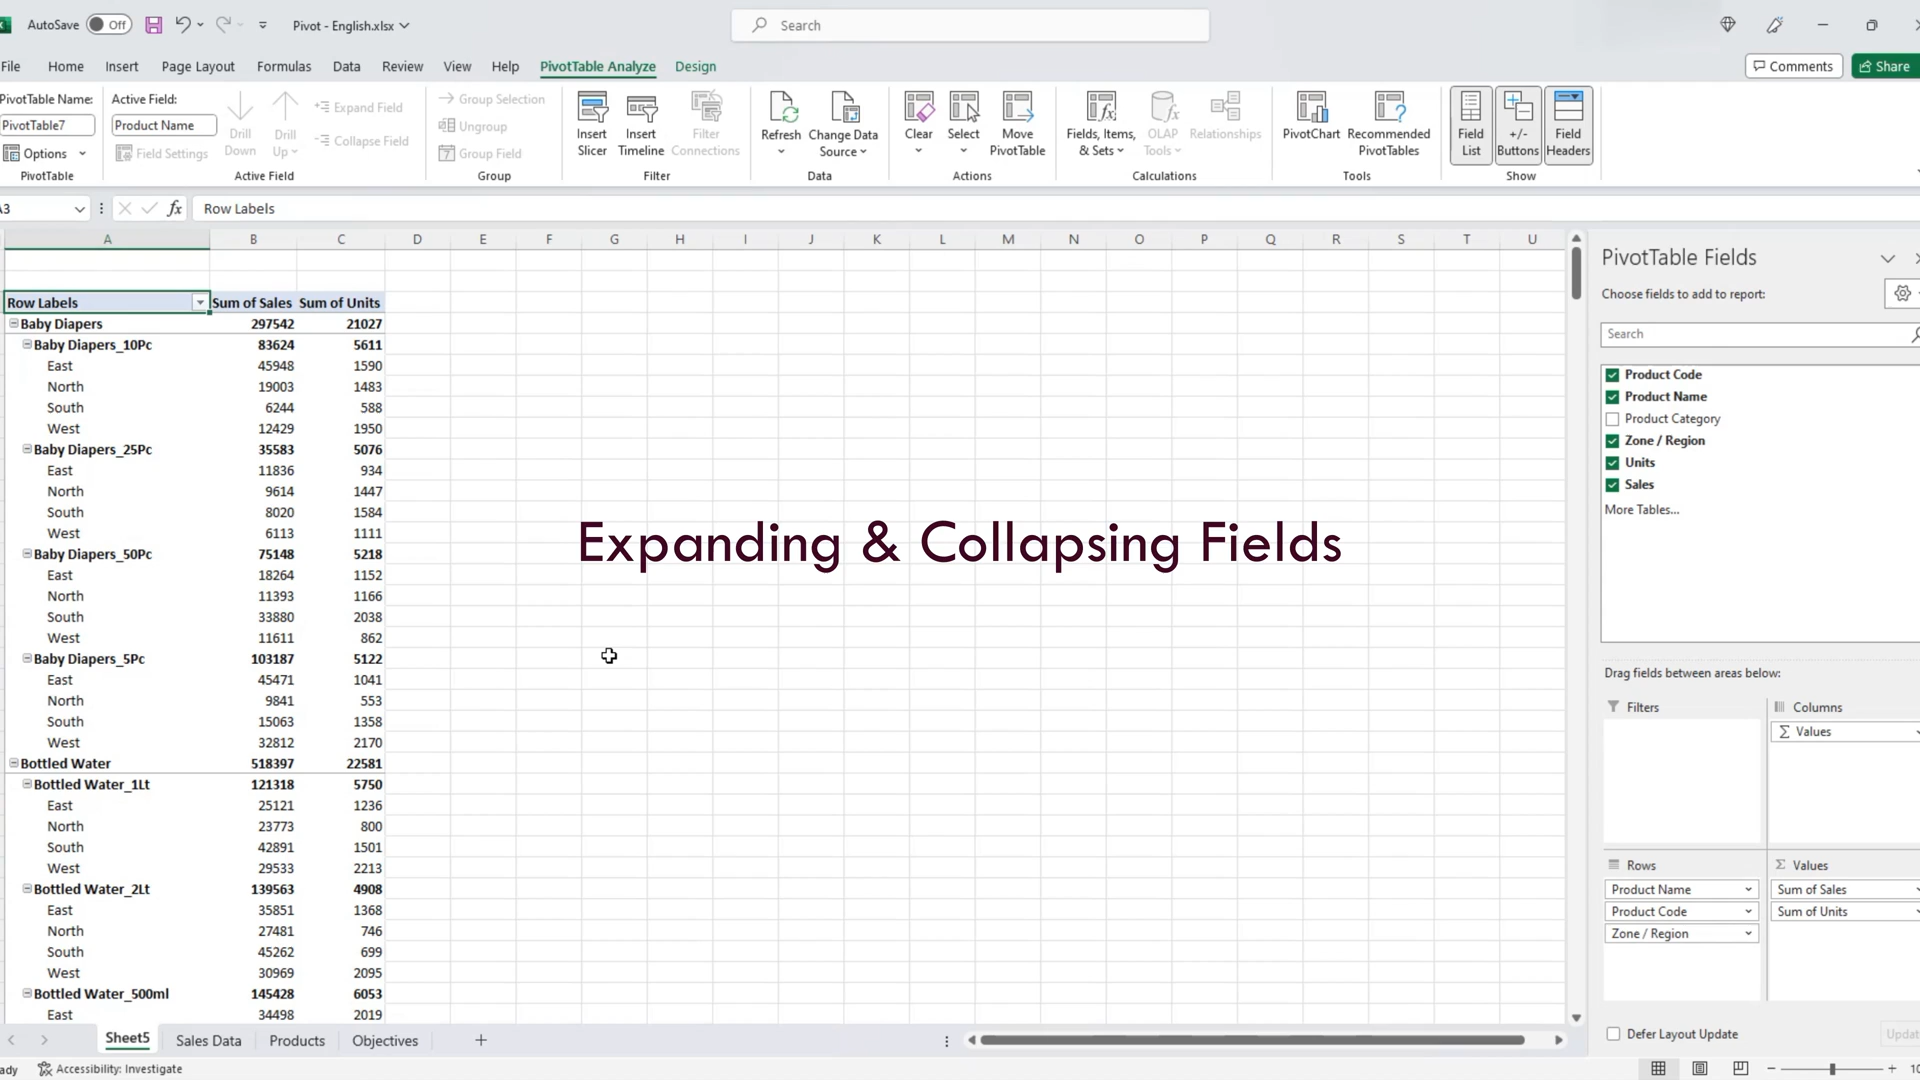 AutoSave Off Pivot - English.xlsx Search
File Home Insert Page Layout Formulas Data Review View Help PivotTable Analyze Design Comments Share
PivotTable Name:
PivotTable7
Options
PivotTable
Active Field:
Product Name
Field Settings
Drill Down
Drill Up
Expand Field
Collapse Field
Active Field
Group Selection
Ungroup
Group Field
Group
Insert Slicer
Insert Timeline
Filter Connections
Filter
Refresh
Change Data Source
Data
Clear
Select
Move PivotTable
Actions
Fields, Items, & Sets
OLAP Tools
Relationships
Calculations
PivotChart
Recommended PivotTables
Tools
Field List
+/- Buttons
Field Headers
Show
A3 fx Row Labels
A B C D E F G H I J K L M N O P Q R S T U
Row Labels Sum of Sales Sum of Units
Baby Diapers 297542 21027
Baby Diapers_10Pc 83624 5611
East 45948 1590
North 19003 1483
South 6244 588
West 12429 1950
Baby Diapers_25Pc 35583 5076
East 11836 934
North 9614 1447
South 8020 1584
West 6113 1111
Baby Diapers_50Pc 75148 5218
East 18264 1152
North 11393 1166
South 33880 2038
West 11611 862
Baby Diapers_5Pc 103187 5122
East 45471 1041
North 9841 553
South 15063 1358
West 32812 2170
Bottled Water 518397 22581
Bottled Water_1Lt 121318 5750
East 25121 1236
North 23773 800
South 42891 1501
West 29533 2213
Bottled Water_2Lt 139563 4908
East 35851 1368
North 27481 746
South 45262 699
West 30969 2095
Bottled Water_500ml 145428 6053
East 34498 2019
Expanding & Collapsing Fields
PivotTable Fields
Choose fields to add to report:
Search
Product Code
Product Name
Product Category
Zone / Region
Units
Sales
More Tables...
Drag fields between areas below:
Filters
Columns
Σ Values
Rows
Product Name
Product Code
Zone / Region
Σ Values
Sum of Sales
Sum of Units
Defer Layout Update
Sheet5 Sales Data Products Objectives
Accessibility: Investigate